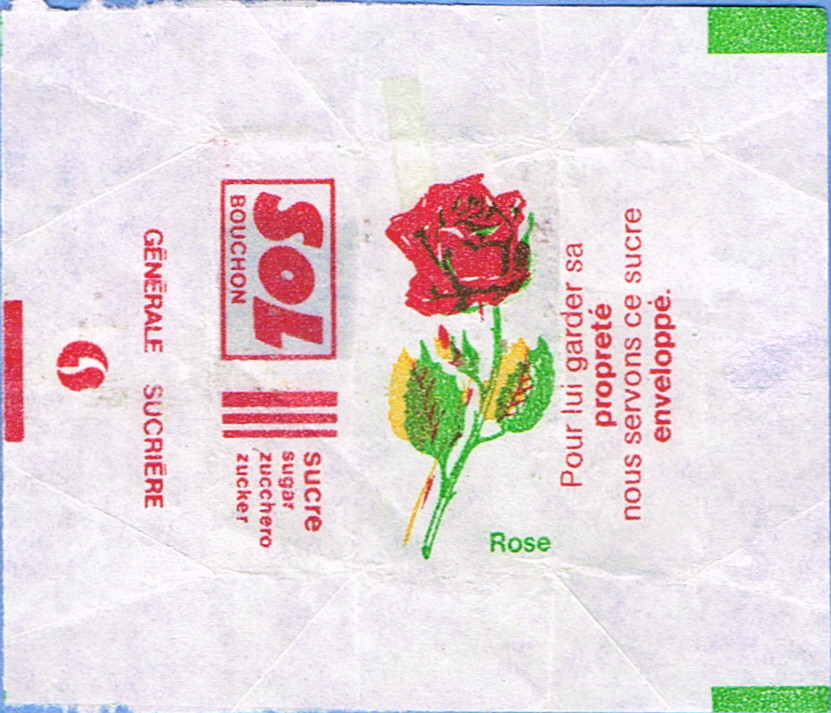 GÉNÉRALE SUCRIÈRE
SOL
BOUCHON
sucre
sugar
zucchero
zucker
Rose
Pour lui garder sa
propreté
nous servons ce sucre
enveloppé.